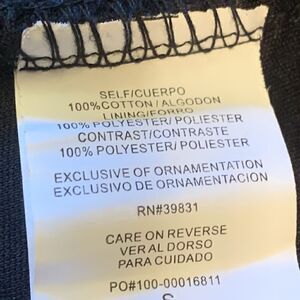 SELF/CUERPO
100%COTTON/ALGODON
LINING/FORRO
100% POLYESTER/POLIESTER
CONTRAST/CONTRASTE
100% POLYESTER/POLIESTER
EXCLUSIVE OF ORNAMENTATION
EXCLUSIVO DE ORNAMENTACION
RN#39831
CARE ON REVERSE
VER AL DORSO
PARA CUIDADO
PO#100-00016811
S